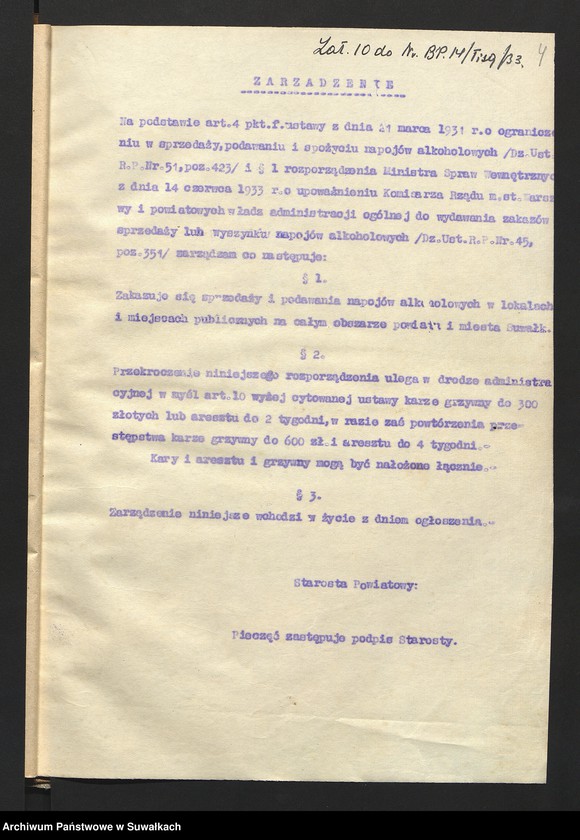 Zał. 10 do Nr. BP.14/Tjsą/33. 4
ZARZADZENIE
Na podstawie art.4 pkt.f.ustawy z dnia 21 marca 1931 r.o ogranicze
niu w sprzedaży,podawaniu i spożyciu napojów alkoholowych /Dz.Ust
R.P.Nr.51,poz.423/ i § 1 rozporządzenia Ministra Spraw Wewnętrznyc
z dnia 14 czerwca 1933 r.o upoważnieniu Komisarza Rządu m.st.Warsz
wy i powiatowych władz administracji ogólnej do wydawania zakazów
sprzedaży lub wyszynku napojów alkoholowych /Dz.Ust.R.P.Nr.45,
poz.351/ zarządzam co następuje:
§ 1.
Zakazuje się sprzedaży i podawania napojów alkoholowych w lokalach
i miejscach publicznych na całym obszarze powiatu i miasta Suwałk.
§ 2.
Przekroczenie niniejszego rozporządzenia ulega w drodze administra
cyjnej w myśl art.10 wyżej cytowanej ustawy karze grzywny do 300
złotych lub aresztu do 2 tygodni,w razie zaś powtórzenia prze-
stępstwa karze grzywny do 600 zł.i aresztu do 4 tygodni.-
Kary i aresztu i grzywny mogą być nałożone łącznie.-
§ 3.
Zarządzenie niniejsze wchodzi w życie z dniem ogłoszenia.-
Starosta Powiatowy:
Pieczęć zastępuje podpis Starosty.
Archiwum Państwowe w Suwałkach